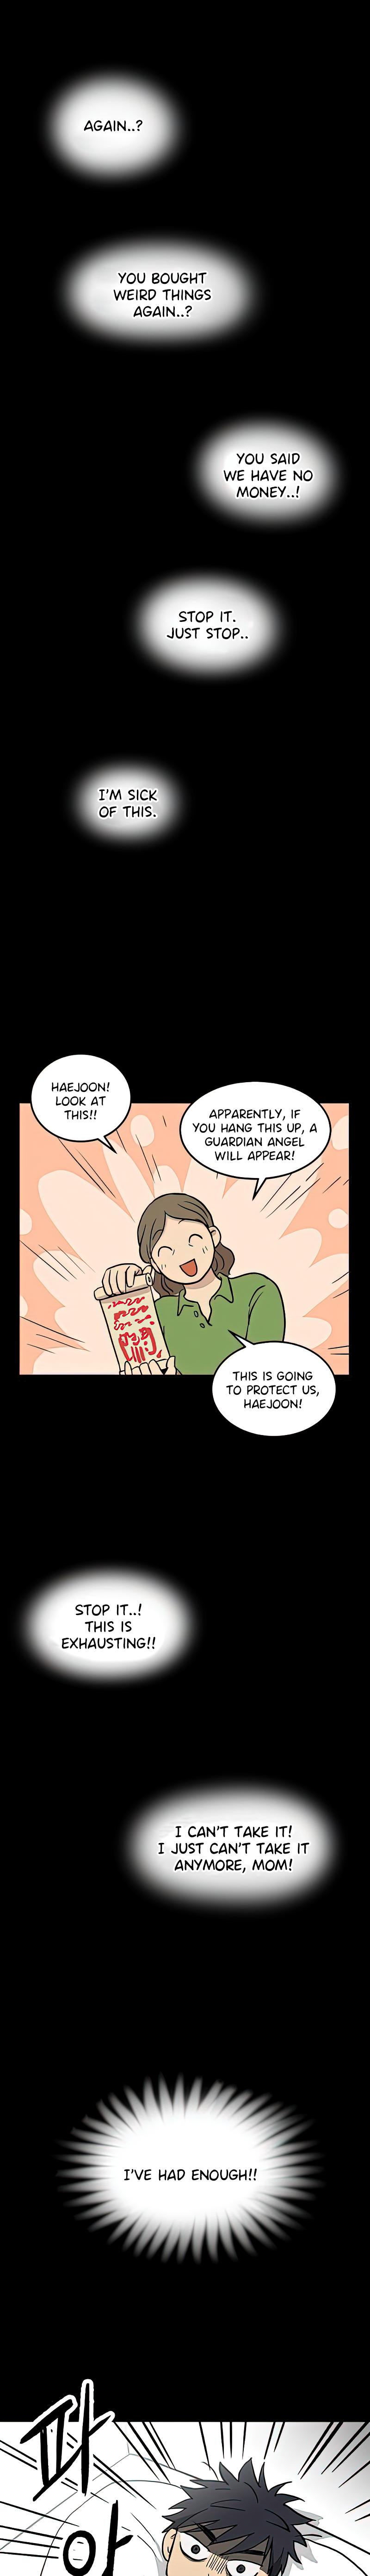 AGAIN..?
YOU BOUGHT
WEIRD THINGS
AGAIN..?
YOU SAID
WE HAVE NO
MONEY..!
STOP IT.
JUST STOP..
I'M SICK
OF THIS.
HAEJOON!
LOOK AT
THIS!!
APPARENTLY, IF
YOU HANG THIS UP, A
GUARDIAN ANGEL
WILL APPEAR!
THIS IS GOING
TO PROTECT US,
HAEJOON!
STOP IT..!
THIS IS
EXHAUSTING!!
I CAN'T TAKE IT!
I JUST CAN'T TAKE IT
ANYMORE, MOM!
I'VE HAD ENOUGH!!
파